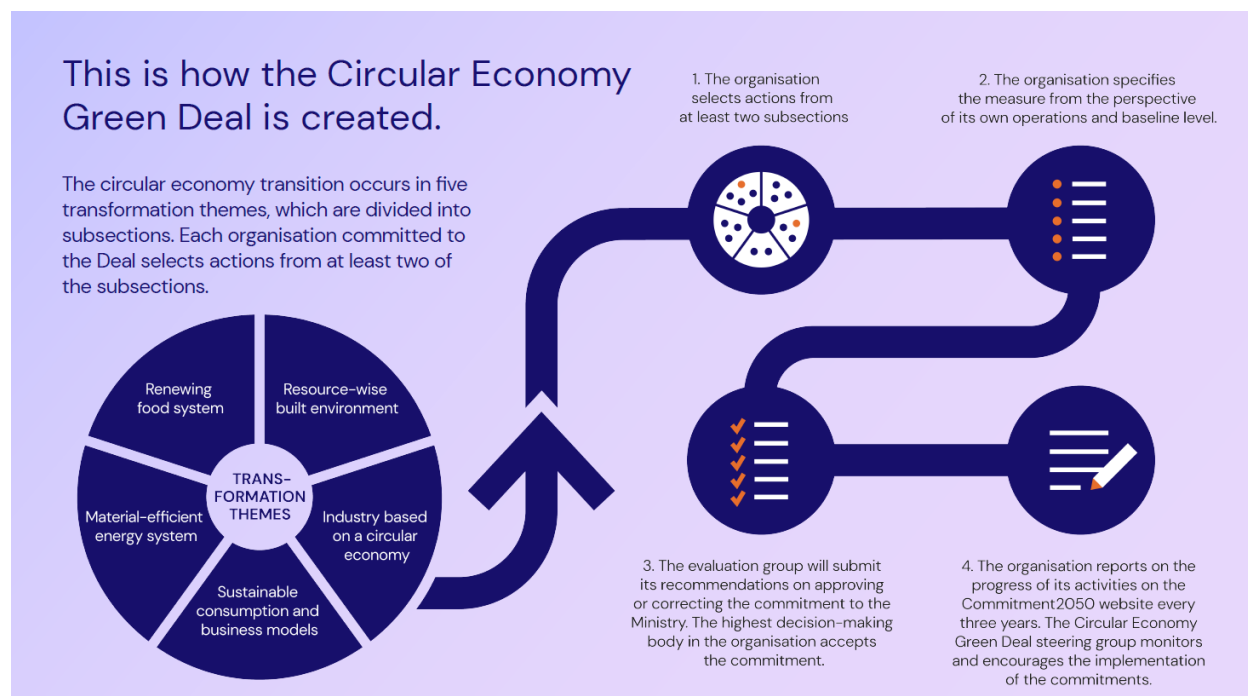 This is how the Circular Economy
Green Deal is created.
The circular economy transition occurs in five
transformation themes, which are divided into
subsections. Each organisation committed to
the Deal selects actions from at least two of
the subsections.
Renewing
food system
Resource-wise
built environment
TRANS-
FORMATION
THEMES
Material-efficient
energy system
Industry based
on a circular
economy
Sustainable
consumption and
business models
1. The organisation
selects actions from
at least two subsections
2. The organisation specifies
the measure from the perspective
of its own operations and baseline level.
3. The evaluation group will submit
its recommendations on approving
or correcting the commitment to the
Ministry. The highest decision-making
body in the organisation accepts
the commitment.
4. The organisation reports on the
progress of its activities on the
Commitment2050 website every
three years. The Circular Economy
Green Deal steering group monitors
and encourages the implementation
of the commitments.